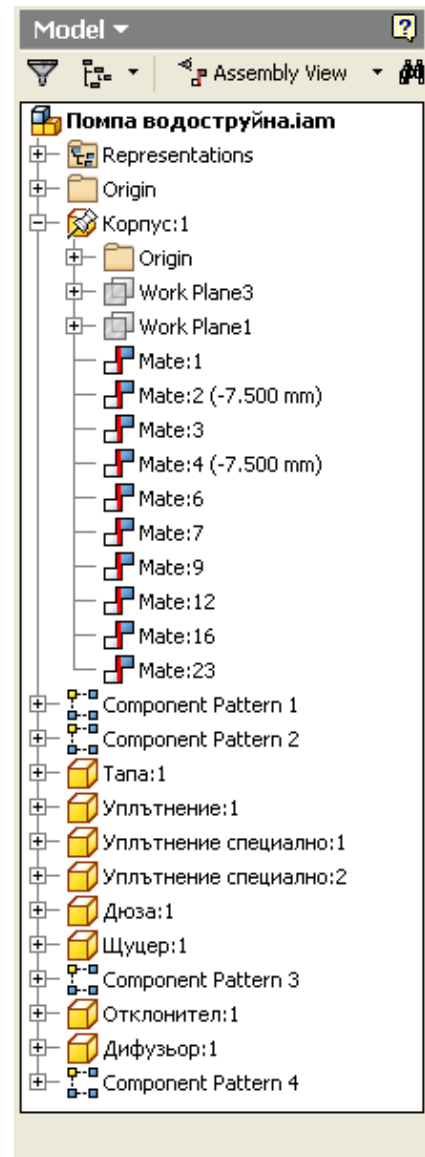 Model
Assembly View
Помпа водоструйна.iam
Representations
Origin
Корпус:1
Origin
Work Plane3
Work Plane1
Mate:1
Mate:2 (-7.500 mm)
Mate:3
Mate:4 (-7.500 mm)
Mate:6
Mate:7
Mate:9
Mate:12
Mate:16
Mate:23
Component Pattern 1
Component Pattern 2
Тапа:1
Уплътнение:1
Уплътнение специално:1
Уплътнение специално:2
Дюза:1
Щуцер:1
Component Pattern 3
Отклонител:1
Дифузьор:1
Component Pattern 4